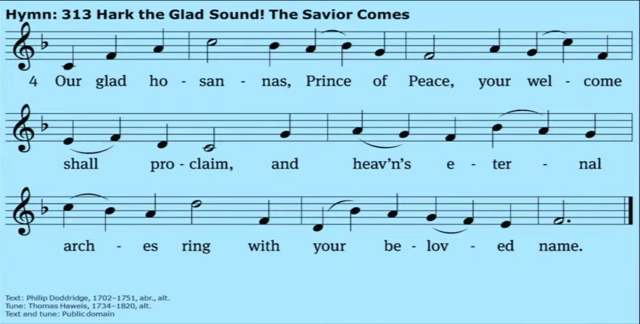 Hymn: 313 Hark the Glad Sound! The Savior Comes
4 Our glad ho - san - nas, Prince of Peace, your wel - come
shall pro - claim, and heav'n's e - ter - nal
arch - es ring with your be - lov - ed name.
Text: Philip Doddridge, 1702–1751, abr., alt.
Tune: Thomas Haweis, 1734–1820, alt.
Text and tune: Public domain